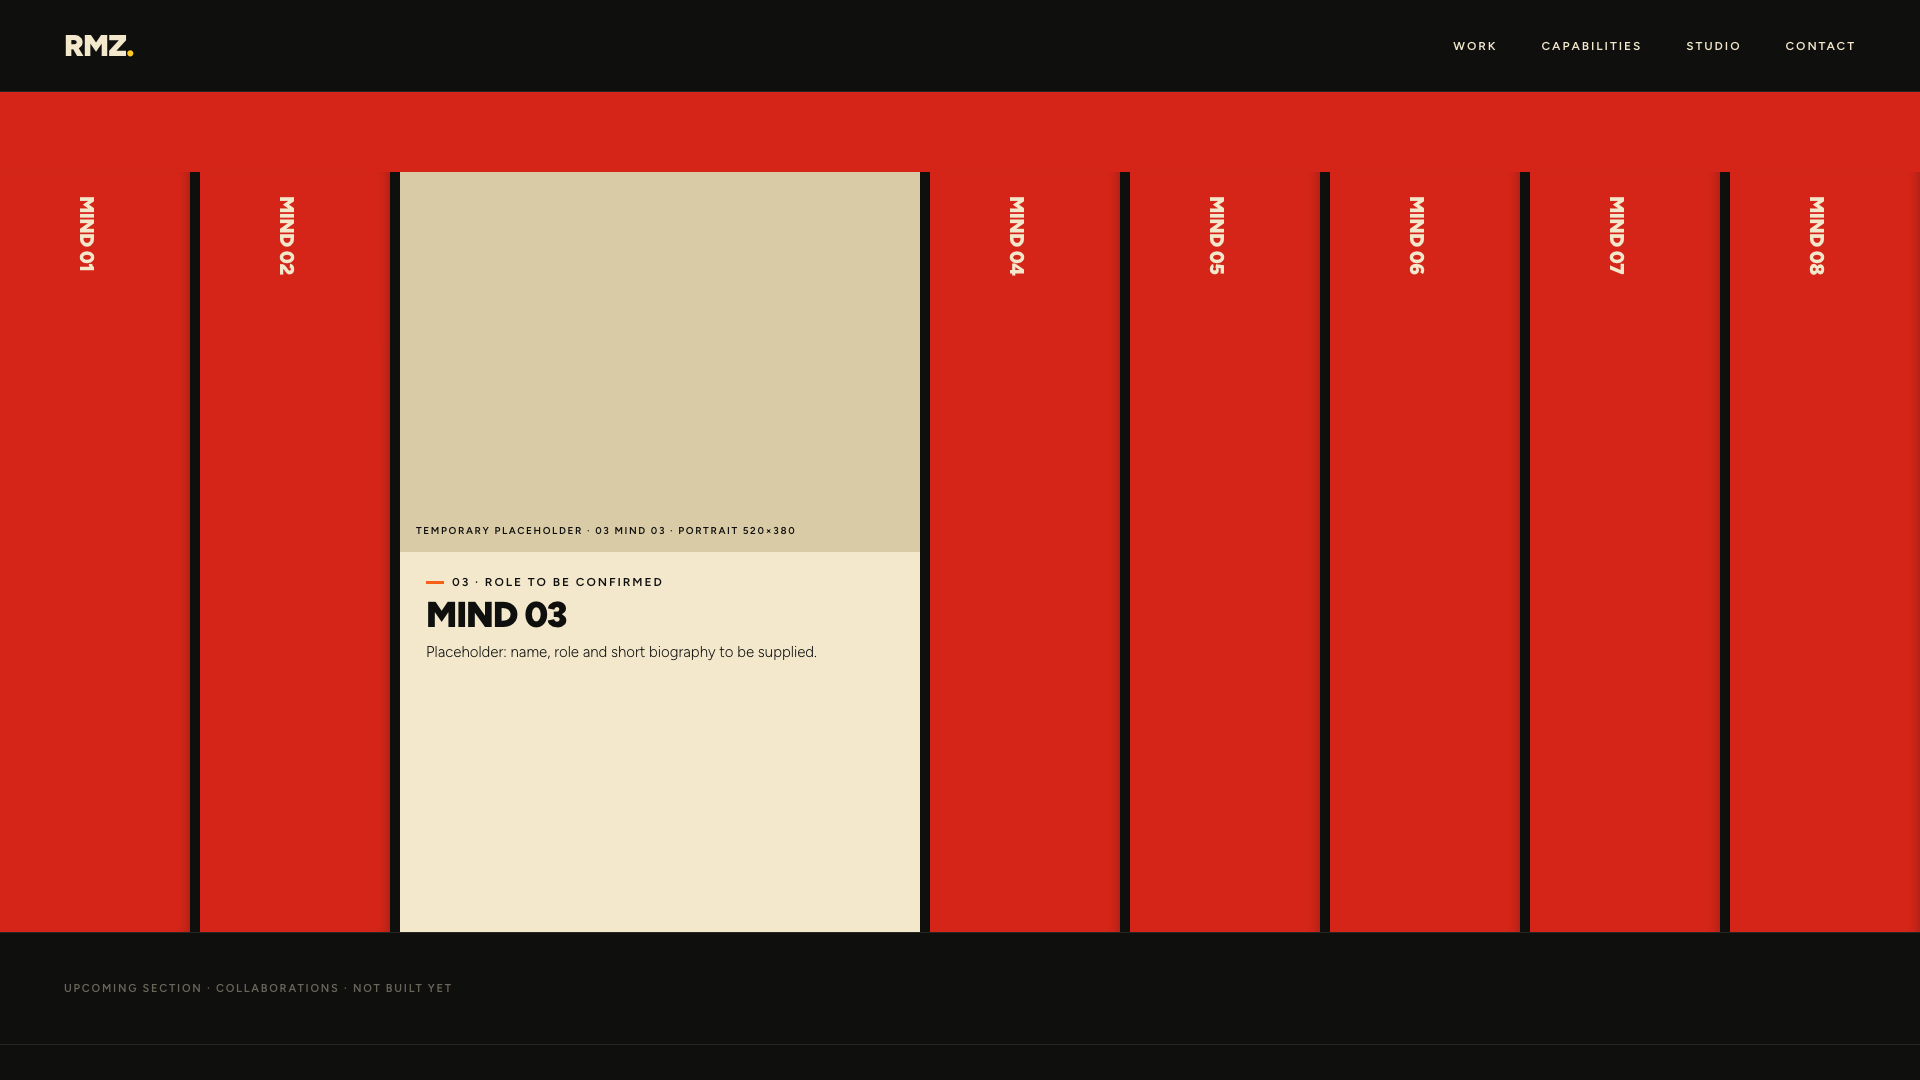 RMZ.
WORK
CAPABILITIES
STUDIO
CONTACT
MIND 01
MIND 02
TEMPORARY PLACEHOLDER · 03 MIND 03 · PORTRAIT 520×380
03 · ROLE TO BE CONFIRMED
MIND 03
Placeholder: name, role and short biography to be supplied.
MIND 04
MIND 05
MIND 06
MIND 07
MIND 08
UPCOMING SECTION · COLLABORATIONS · NOT BUILT YET